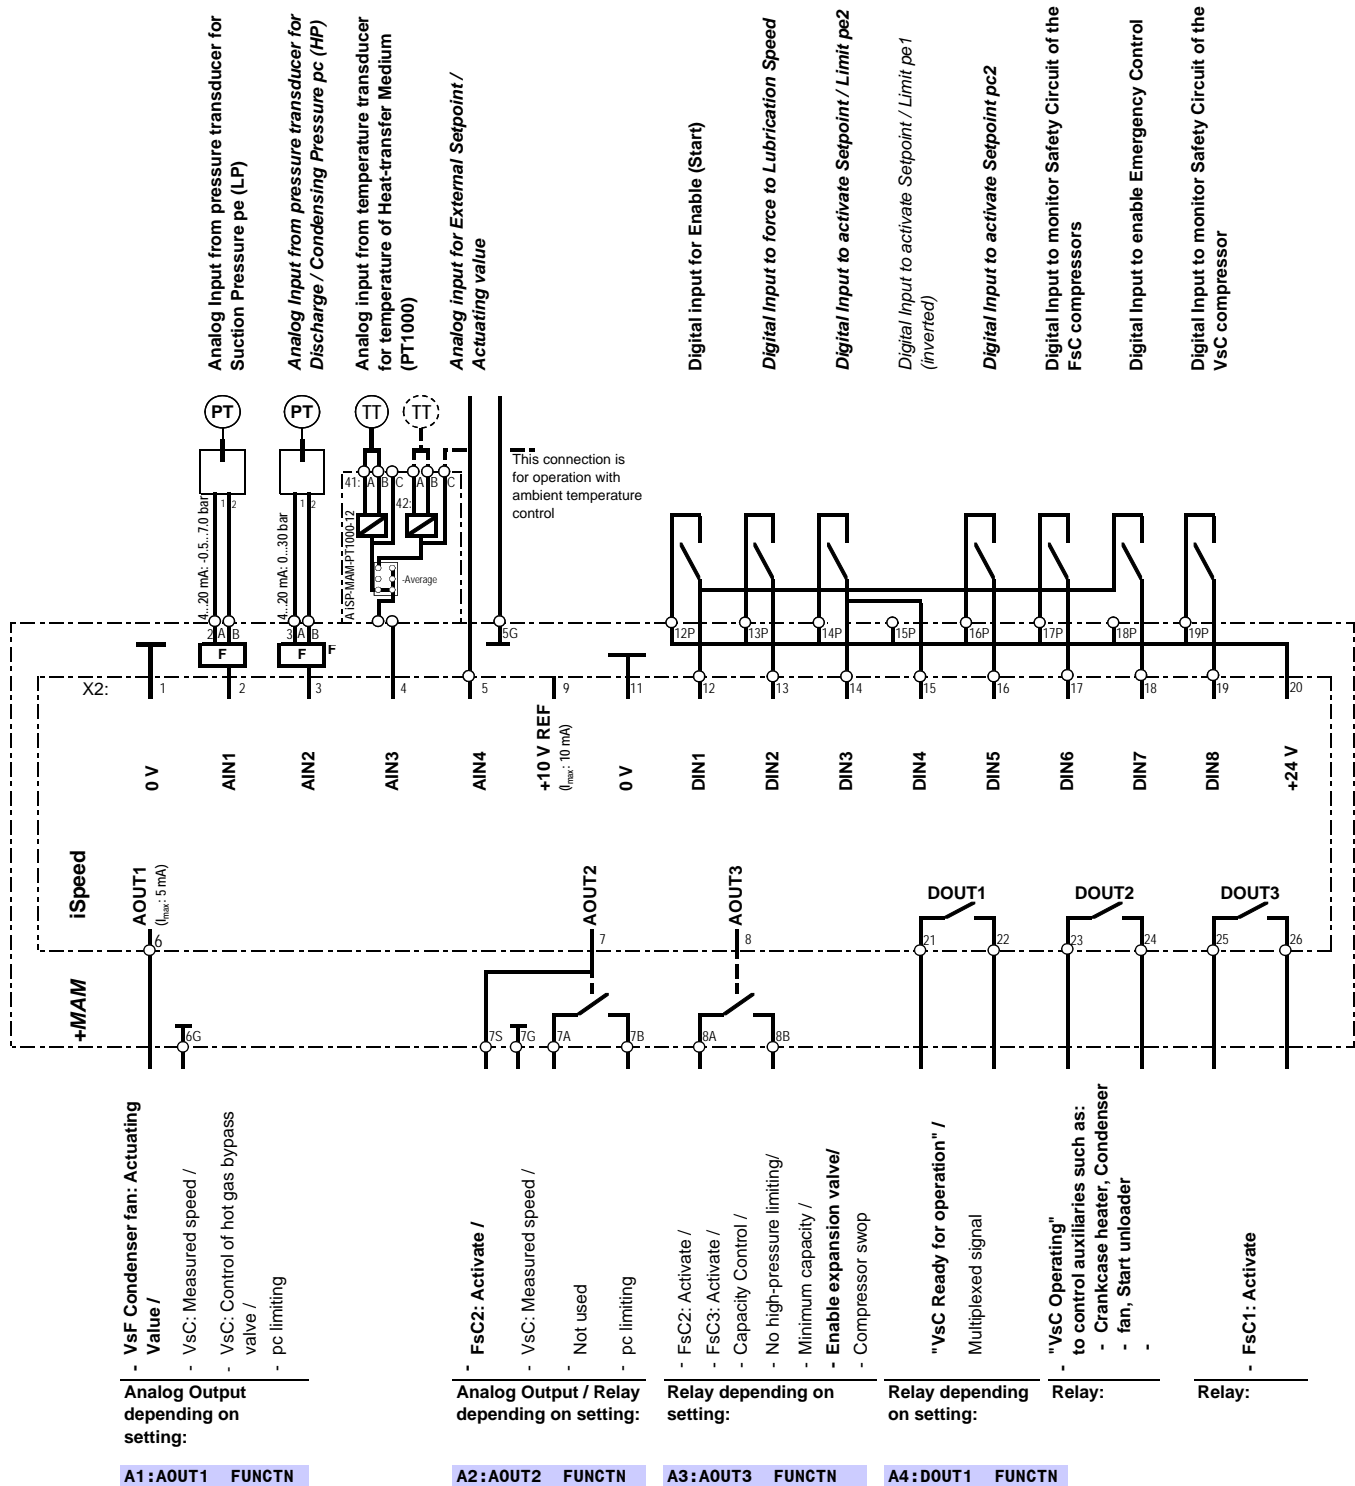 Analog Input from pressure transducer for
Suction Pressure pe (LP)
Analog Input from pressure transducer for
Discharge / Condensing Pressure pc (HP)
Analog input from temperature transducer
for temperature of Heat-transfer Medium
(PT1000)
Analog input for External Setpoint /
Actuating value
Digital input for Enable (Start)
Digital Input to force to Lubrication Speed
Digital Input to activate Setpoint / Limit pe2
Digital Input to activate Setpoint / Limit pe1
(inverted)
Digital Input to activate Setpoint pc2
Digital Input to monitor Safety Circuit of the
FsC compressors
Digital Input to enable Emergency Control
Digital Input to monitor Safety Circuit of the
VsC compressor
PT
PT
TT
TT
This connection is
for operation with
ambient temperature
control
41: A B C A B C
42:
1 2
1 2
4...20 mA: -0.5...7.0 bar
4...20 mA: 0...30 bar
A iSP-MAM-PT1000-12
-Average
2 A B
3 A B
5G
12P
13P
14P
15P
16P
17P
18P
19P
F
F
F
X2:
1
2
3
4
5
9
11
12
13
14
15
16
17
18
19
20
0 V
AIN1
AIN2
AIN3
AIN4
+10 V REF
(Imax: 10 mA)
0 V
DIN1
DIN2
DIN3
DIN4
DIN5
DIN6
DIN7
DIN8
+24 V
iSpeed
AOUT1
(Imax: 5 mA)
AOUT2
AOUT3
DOUT1
DOUT2
DOUT3
6
7
8
21
22
23
24
25
26
+MAM
6G
7S
7G
7A
7B
8A
8B
- VsF Condenser fan: Actuating
Value /
- VsC: Measured speed /
- VsC: Control of hot gas bypass
valve /
- pc limiting
- FsC2: Activate /
- VsC: Measured speed /
- Not used
- pc limiting
- FsC2: Activate /
- FsC3: Activate /
- Capacity Control /
- No high-pressure limiting/
- Minimum capacity /
- Enable expansion valve/
- Compressor swop
"VsC Ready for operation" /
Multiplexed signal
- "VsC Operating"
to control auxiliaries such as:
- Crankcase heater, Condenser
- fan, Start unloader
-
- FsC1: Activate
Analog Output
depending on
setting:
Analog Output / Relay
depending on setting:
Relay depending on
setting:
Relay depending
on setting:
Relay:
Relay:
A1:AOUT1 FUNCTN
A2:AOUT2 FUNCTN
A3:AOUT3 FUNCTN
A4:DOUT1 FUNCTN